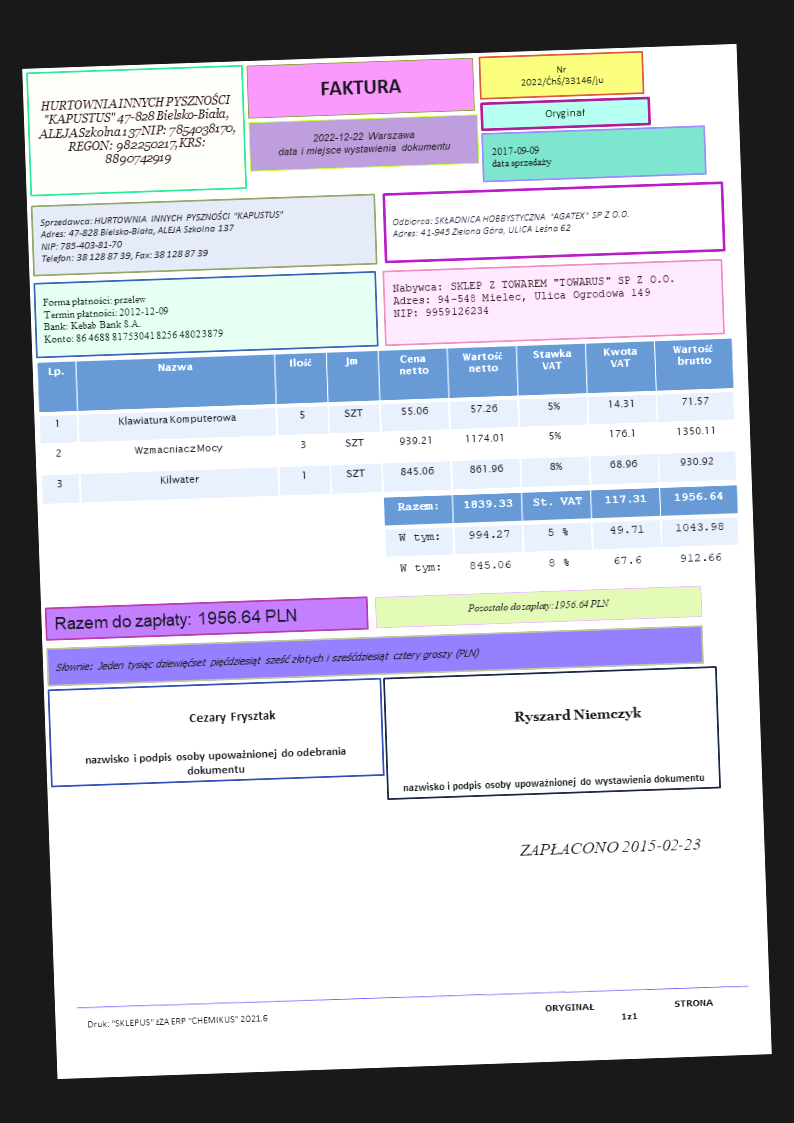 HURTOWNIA INNYCH PYSZNOŚCI
"KAPUSTUS" 47-828 Bielsko-Biała,
ALEJA Szkolna 137 NIP: 7854038170,
REGON: 982250217, KRS:
8890742919
FAKTURA
2022-12-22 Warszawa
data i miejsce wystawienia dokumentu
Nr
2022/ĆhŚ/33146/ju
Oryginał
2017-09-09
data sprzedaży
Sprzedawca: HURTOWNIA INNYCH PYSZNOŚCI "KAPUSTUS"
Adres: 47-828 Bielsko-Biała, ALEJA Szkolna 137
NIP: 785-403-81-70
Telefon: 38 128 87 39, Fax: 38 128 87 39
Odbiorca: SKŁADNICA HOBBYSTYCZNA "AGATEX" SP Z O.O.
Adres: 41-945 Zielona Góra, ULICA Leśna 62
Forma płatności: przelew
Termin płatności: 2012-12-09
Bank: Kebab Bank S.A.
Konto: 86 4688 8175 3041 8256 4802 3879
Nabywca: SKLEP Z TOWAREM "TOWARUS" SP Z O.O.
Adres: 94-548 Mielec, Ulica Ogrodowa 149
NIP: 9959126234
Lp. Nazwa Ilość Jm Cena netto Wartość netto Stawka VAT Kwota VAT Wartość brutto
1 Klawiatura Komputerowa 5 SZT 55.06 57.26 5% 14.31 71.57
2 Wzmacniacz Mocy 3 SZT 939.21 1174.01 5% 176.1 1350.11
3 Kilwater 1 SZT 845.06 861.96 8% 68.96 930.92
Razem: 1839.33 St. VAT 117.31 1956.64
W tym: 994.27 5 % 49.71 1043.98
W tym: 845.06 8 % 67.6 912.66
Razem do zapłaty: 1956.64 PLN
Pozostało do zapłaty: 1956.64 PLN
Słownie: Jeden tysiąc dziewięćset pięćdziesiąt sześć złotych i sześćdziesiąt cztery groszy (PLN)
Cezary Frysztak
nazwisko i podpis osoby upoważnionej do odebrania
dokumentu
Ryszard Niemczyk
nazwisko i podpis osoby upoważnionej do wystawienia dokumentu
ZAPŁACONO 2015-02-23
Druk: "SKLEPUS" żZA ERP "CHEMIKUS" 2021.6
ORYGINAŁ
STRONA
1z1